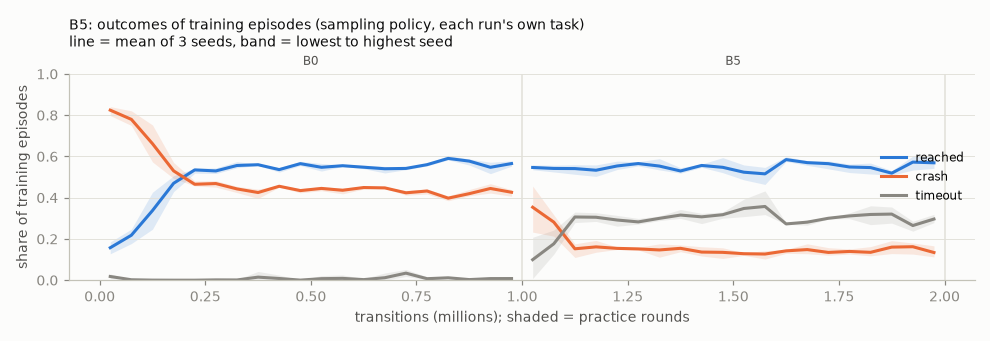 B5: outcomes of training episodes (sampling policy, each run's own task)
line = mean of 3 seeds, band = lowest to highest seed
B0 B5
share of training episodes
1.0
0.8
0.6
0.4
0.2
0.0
reached
crash
timeout
0.00 0.25 0.50 0.75 1.00 1.00 1.25 1.50 1.75 2.00
transitions (millions); shaded = practice rounds